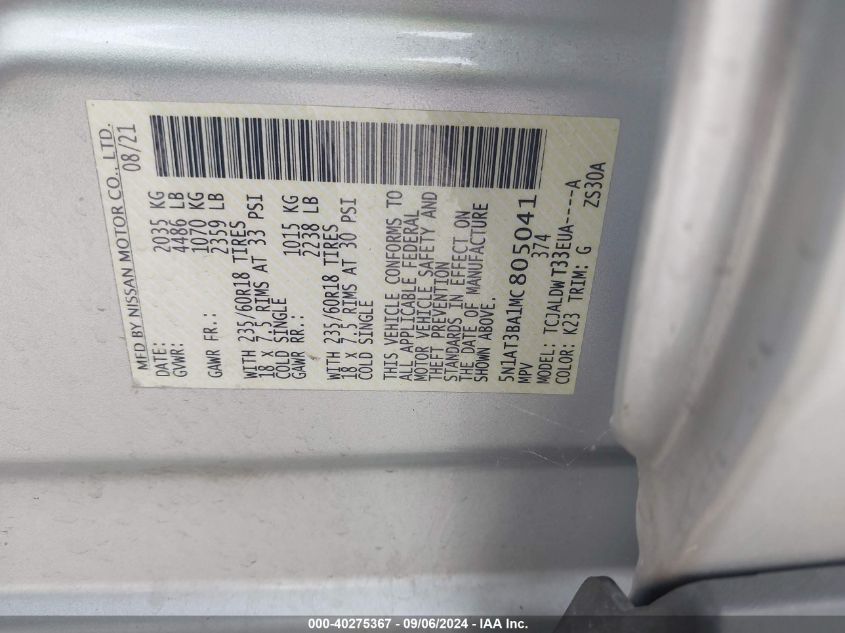 MFD BY NISSAN MOTOR CO., LTD.
DATE: 08/21
GVWR: 2035 KG
4486 LB
GAWR FR.: 1070 KG
2359 LB
WITH 235/60R18 TIRES
18 X 7.5 RIMS AT 33 PSI
COLD SINGLE
GAWR RR.: 1015 KG
2238 LB
WITH 235/60R18 TIRES
18 X 7.5 RIMS AT 30 PSI
COLD SINGLE
THIS VEHICLE CONFORMS TO
ALL APPLICABLE FEDERAL
MOTOR VEHICLE SAFETY AND
THEFT PREVENTION
STANDARDS IN EFFECT ON
THE DATE OF MANUFACTURE
SHOWN ABOVE.
5N1AT3BA1MC805041
MPV 374
MODEL: TCJALDW T33EUA-----A
COLOR: K23 TRIM: G ZS30A
000-40275367 - 09/06/2024 - IAA Inc.